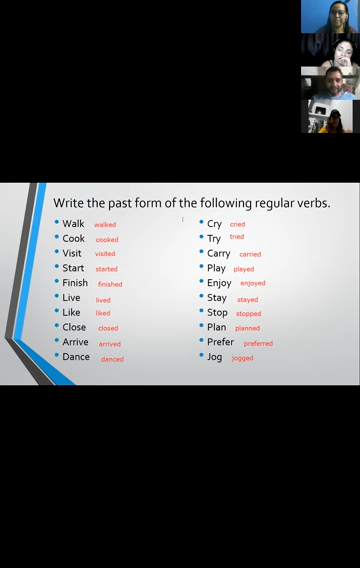 Write the past form of the following regular verbs.
Walk walked
Cook cooked
Visit visited
Start started
Finish finished
Live lived
Like liked
Close closed
Arrive arrived
Dance danced
Cry cried
Try tried
Carry carried
Play played
Enjoy enjoyed
Stay stayed
Stop stopped
Plan planned
Prefer preferred
Jog jogged